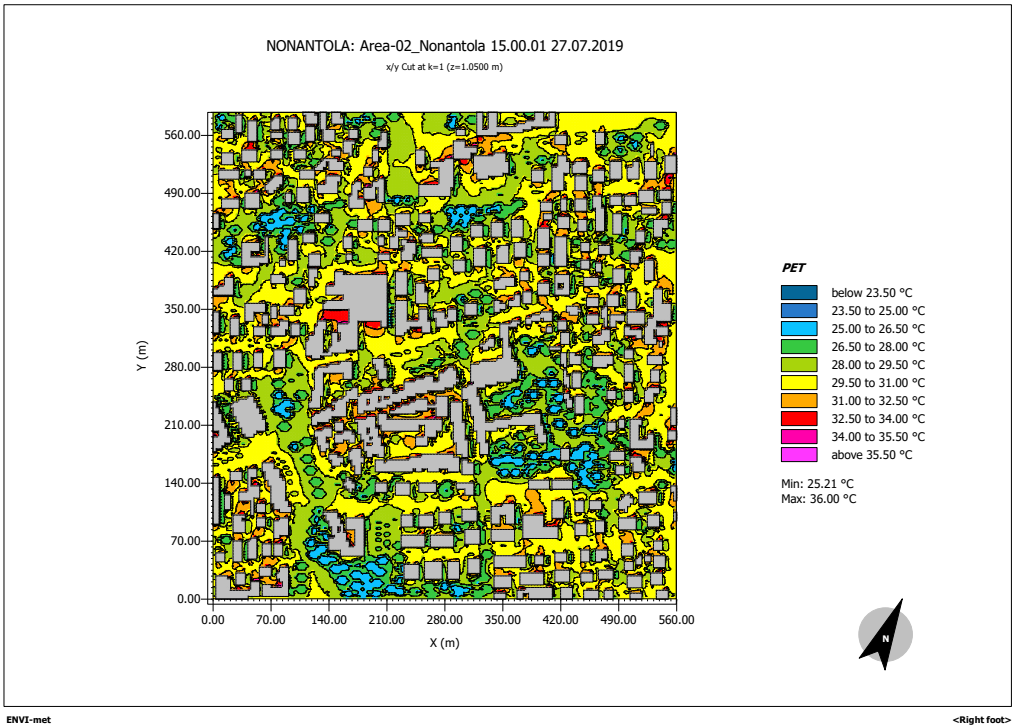 NONANTOLA: Area-02_Nonantola 15.00.01 27.07.2019
x/y Cut at k=1 (z=1.0500 m)
560.00
490.00
420.00
350.00
280.00
210.00
140.00
70.00
0.00
Y (m)
0.00 70.00 140.00 210.00 280.00 350.00 420.00 490.00 560.00
X (m)
PET
below 23.50 °C
23.50 to 25.00 °C
25.00 to 26.50 °C
26.50 to 28.00 °C
28.00 to 29.50 °C
29.50 to 31.00 °C
31.00 to 32.50 °C
32.50 to 34.00 °C
34.00 to 35.50 °C
above 35.50 °C
Min: 25.21 °C
Max: 36.00 °C
N
ENVI-met
<Right foot>